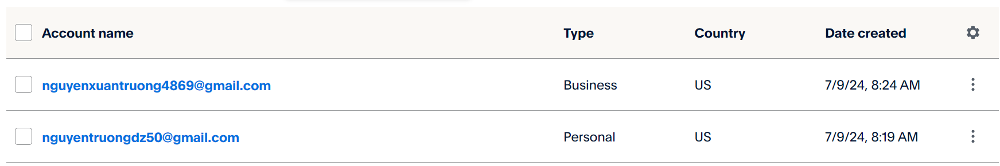 Account name Type Country Date created
nguyenxuantruong4869@gmail.com Business US 7/9/24, 8:24 AM
nguyentruongdz50@gmail.com Personal US 7/9/24, 8:19 AM